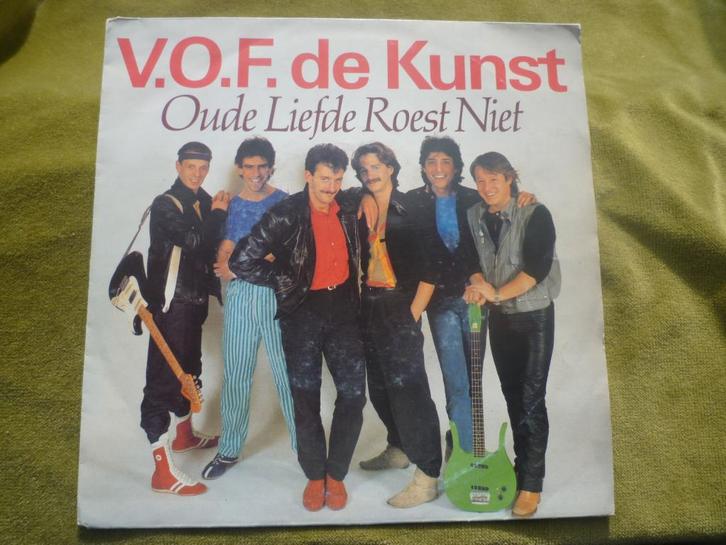 V.O.F. de Kunst
Oude Liefde Roest Niet